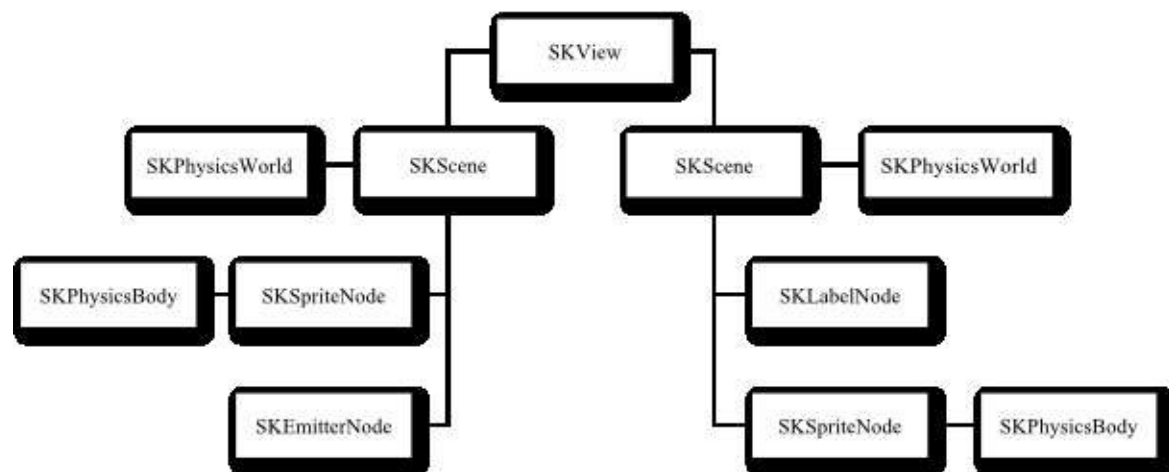 SKView
SKPhysicsWorld
SKScene
SKScene
SKPhysicsWorld
SKPhysicsBody
SKSpriteNode
SKLabelNode
SKEmitterNode
SKSpriteNode
SKPhysicsBody